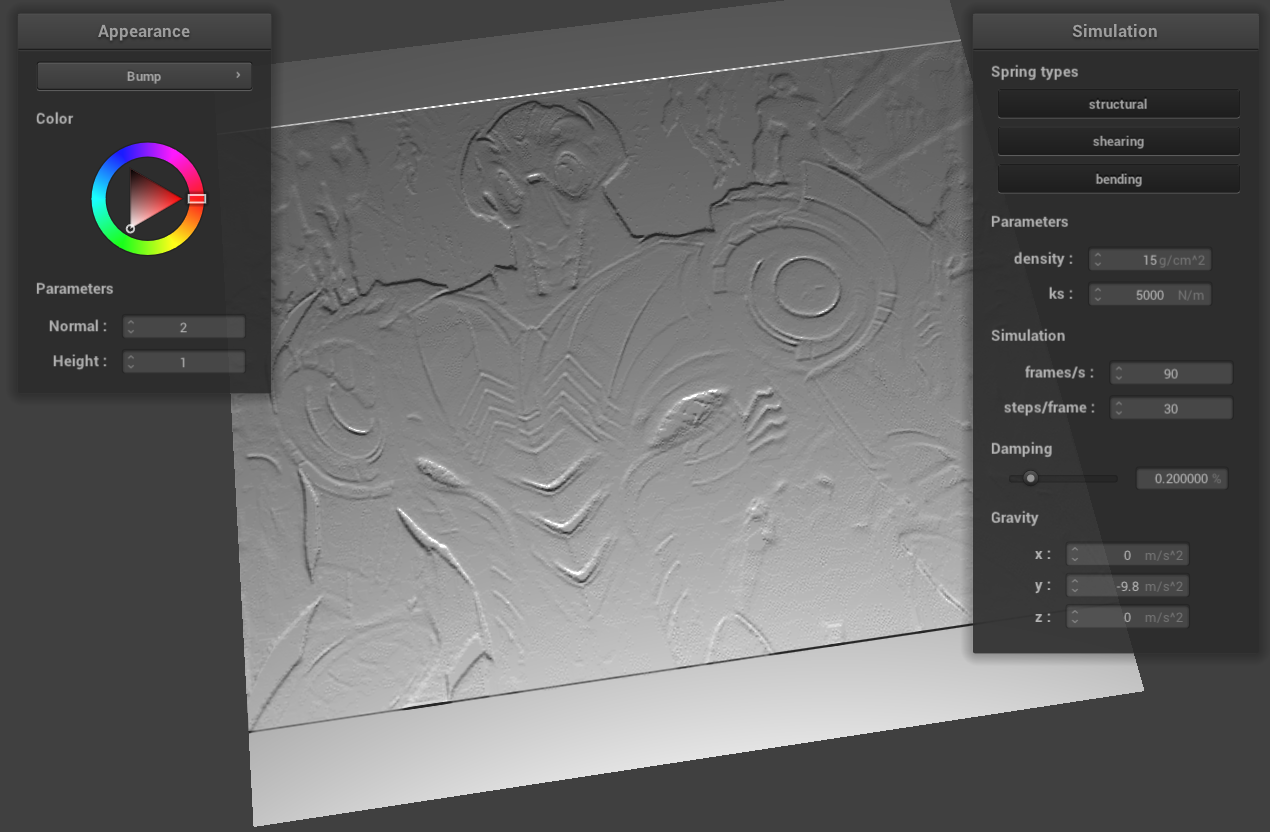 Appearance
Bump ›
Color
Parameters
Normal : 2
Height : 1
Simulation
Spring types
structural
shearing
bending
Parameters
density : 15 g/cm^2
ks : 5000 N/m
Simulation
frames/s : 90
steps/frame : 30
Damping
0.200000 %
Gravity
x : 0 m/s^2
y : -9.8 m/s^2
z : 0 m/s^2